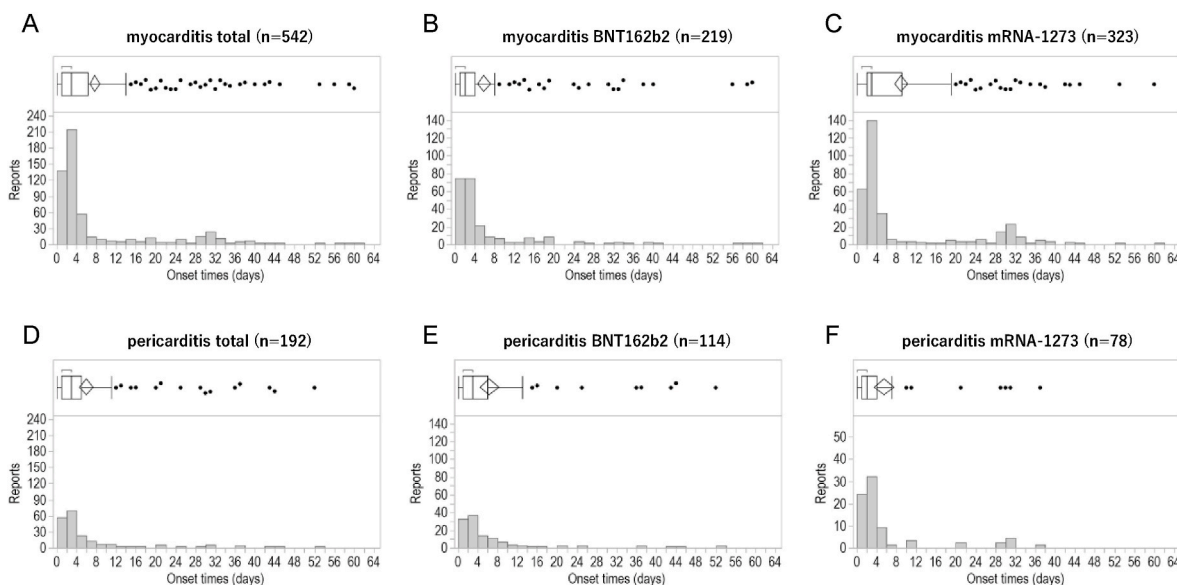 A
myocarditis total (n=542)
240
210
180
150
120
90
60
30
0
Reports
0 4 8 12 16 20 24 28 32 36 40 44 48 52 56 60 64
Onset times (days)
B
myocarditis BNT162b2 (n=219)
140
120
100
80
60
40
20
0
Reports
0 4 8 12 16 20 24 28 32 36 40 44 48 52 56 60 64
Onset times (days)
C
myocarditis mRNA-1273 (n=323)
140
120
100
80
60
40
20
0
Reports
0 4 8 12 16 20 24 28 32 36 40 44 48 52 56 60 64
Onset times (days)
D
pericarditis total (n=192)
240
210
180
150
120
90
60
30
0
Reports
0 4 8 12 16 20 24 28 32 36 40 44 48 52 56 60 64
Onset times (days)
E
pericarditis BNT162b2 (n=114)
140
120
100
80
60
40
20
0
Reports
0 4 8 12 16 20 24 28 32 36 40 44 48 52 56 60 64
Onset times (days)
F
pericarditis mRNA-1273 (n=78)
50
40
30
20
10
0
Reports
0 4 8 12 16 20 24 28 32 36 40 44 48 52 56 60 64
Onset times (days)